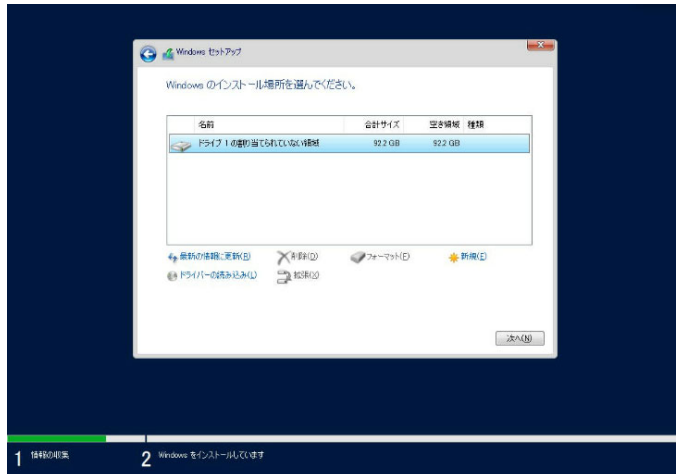 Windows セットアップ
Windows のインストール場所を選んでください。
名前 合計サイズ 空き領域 種類
ドライブ 1 の割り当てられていない領域 92.2 GB 92.2 GB
最新の情報に更新(R) 削除(D) フォーマット(F) 新規(E)
ドライバーの読み込み(L) 拡張(X)
次へ(N)
1 情報の収集 2 Windows をインストールしています